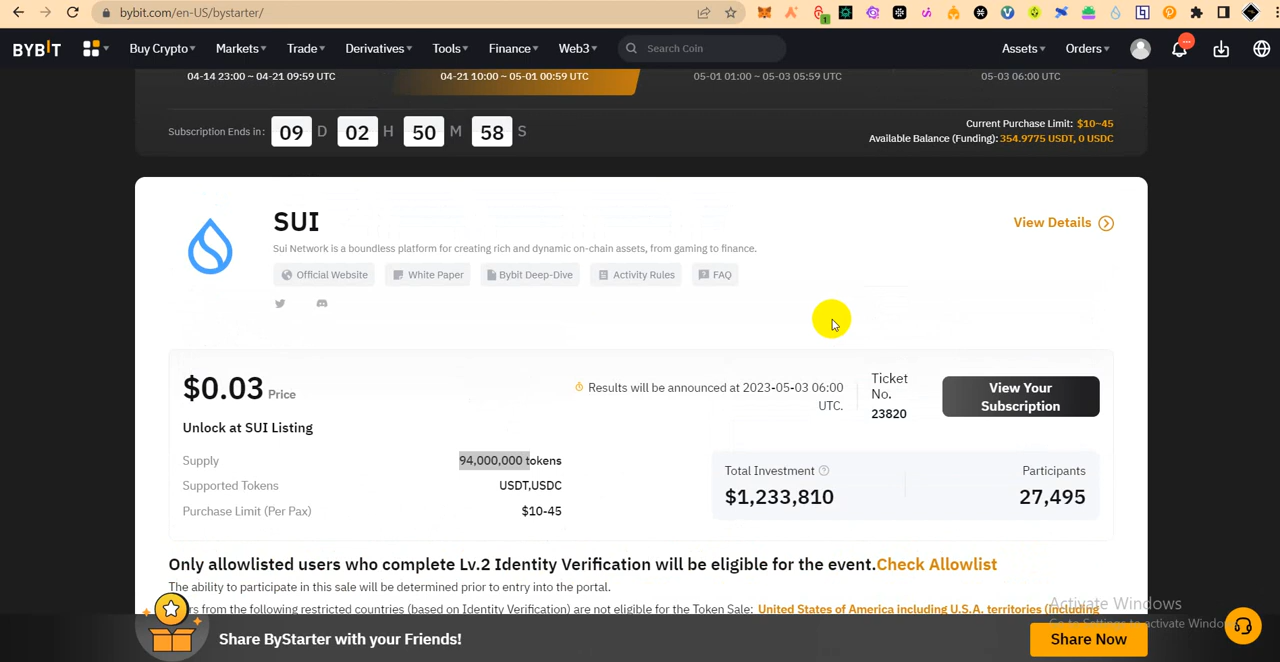 bybit.com/en-US/bystarter/
BYBIT Buy Crypto Markets Trade Derivatives Tools Finance Web3 Search Coin Assets Orders
04-14 23:00 ~ 04-21 09:59 UTC 04-21 10:00 ~ 05-01 00:59 UTC 05-01 01:00 ~ 05-03 05:59 UTC 05-03 06:00 UTC
Subscription Ends in: 09 D 02 H 50 M 58 S
Current Purchase Limit: $10~45
Available Balance (Funding): 354.9775 USDT, 0 USDC
SUI
View Details
Sui Network is a boundless platform for creating rich and dynamic on-chain assets, from gaming to finance.
Official Website White Paper Bybit Deep-Dive Activity Rules FAQ
$0.03 Price
Results will be announced at 2023-05-03 06:00
UTC.
Ticket
No.
23820
View Your
Subscription
Unlock at SUI Listing
Supply 94,000,000 tokens
Supported Tokens USDT,USDC
Purchase Limit (Per Pax) $10-45
Total Investment Participants
$1,233,810 27,495
Only allowlisted users who complete Lv.2 Identity Verification will be eligible for the event.Check Allowlist
The ability to participate in this sale will be determined prior to entry into the portal.
rs from the following restricted countries (based on Identity Verification) are not eligible for the Token Sale: United States of America including U.S.A. territories (including
Activate Windows
Go to Settings to activate Windo
Share ByStarter with your Friends!
Share Now